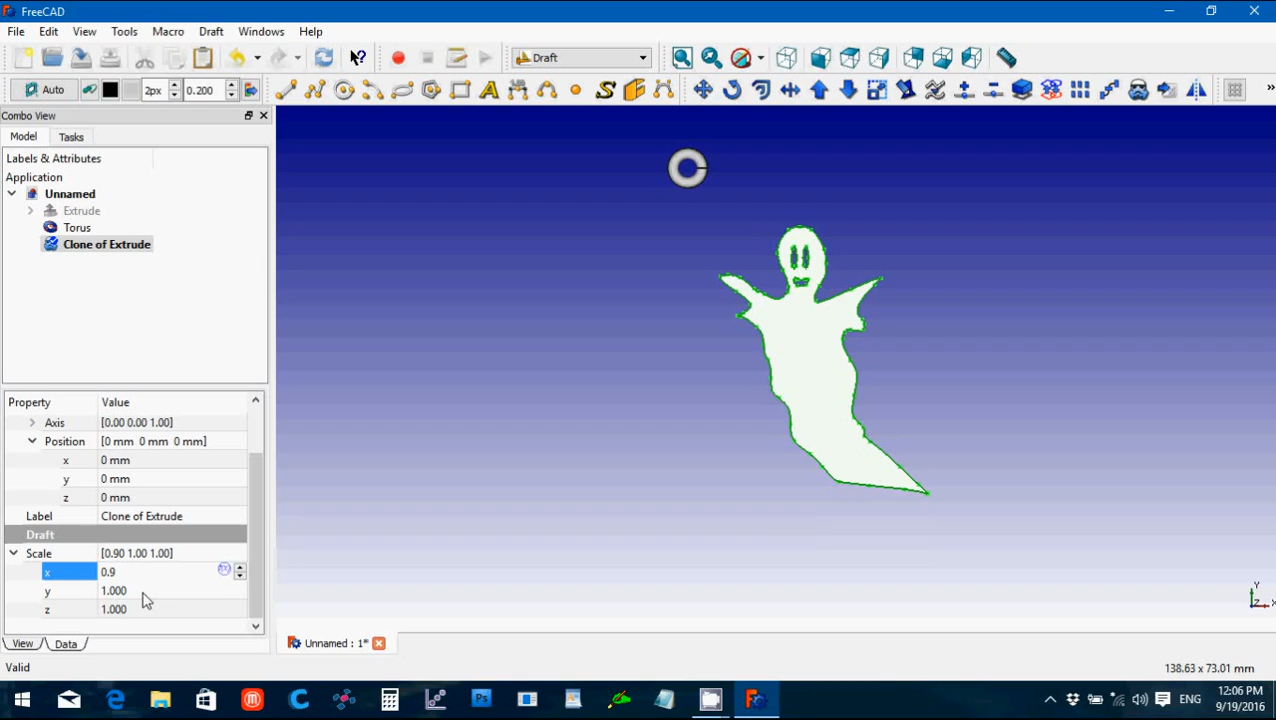 FreeCAD
File Edit View Tools Macro Draft Windows Help
Draft
Auto 2px 0.200
Combo View
Model Tasks
Labels & Attributes
Application
Unnamed
Extrude
Torus
Clone of Extrude
Property Value
Axis [0.00 0.00 1.00]
Position [0 mm 0 mm 0 mm]
x 0 mm
y 0 mm
z 0 mm
Label Clone of Extrude
Draft
Scale [0.90 1.00 1.00]
x 0.9
y 1.000
z 1.000
View Data
Unnamed : 1*
Valid
138.63 x 73.01 mm
ENG
12:06 PM
9/19/2016